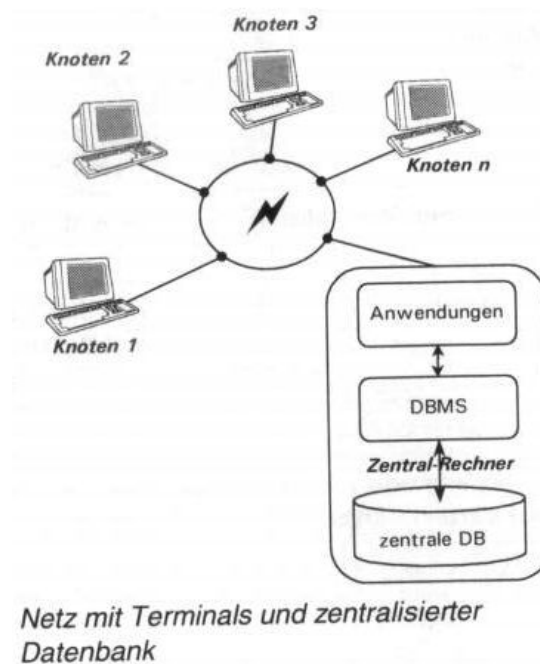 Knoten 3
Knoten 2
Knoten n
Knoten 1
Anwendungen
DBMS
Zentral-Rechner
zentrale DB
Netz mit Terminals und zentralisierter
Datenbank